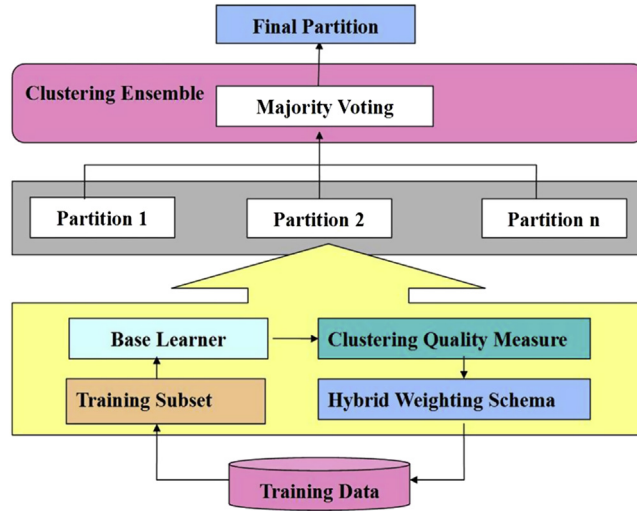 Final Partition
Clustering Ensemble
Majority Voting
Partition 1
Partition 2
Partition n
Base Learner
Clustering Quality Measure
Training Subset
Hybrid Weighting Schema
Training Data